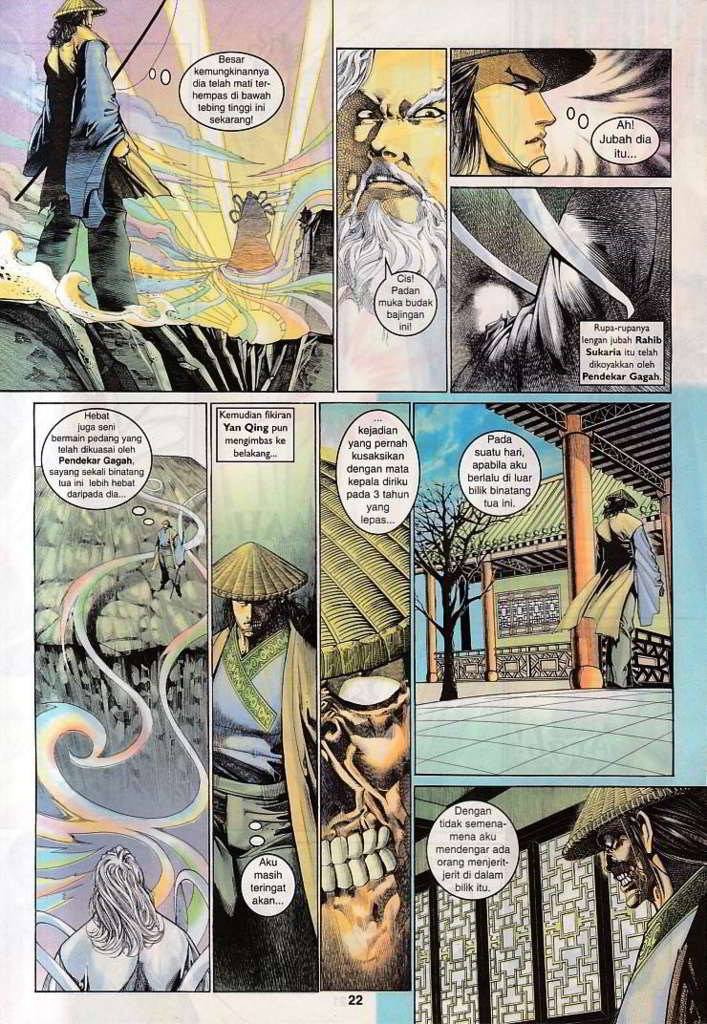 Besar
kemungkinannya
dia telah mati ter-
hempas di bawah
tebing tinggi ini
sekarang!
Cis!
Padan
muka budak
bajingan
ini!
Ah!
Jubah dia
itu...
Rupa-rupanya
lengan jubah Rahib
Sukaria itu telah
dikoyakkan oleh
Pendekar Gagah.
Hebat
juga seni
bermain pedang yang
telah dikuasai oleh
Pendekar Gagah,
sayang sekali binatang
tua ini lebih hebat
daripada dia...
Kemudian fikiran
Yan Qing pun
mengimbas ke
belakang...
Aku
masih
teringat
akan...
...
kejadian
yang pernah
kusaksikan
dengan mata
kepala diriku
pada 3 tahun
yang
lepas...
Pada
suatu hari,
apabila aku
berlalu di luar
bilik binatang
tua ini.
Dengan
tidak semena-
mena aku
mendengar ada
orang menjerit-
jerit di dalam
bilik itu.
22